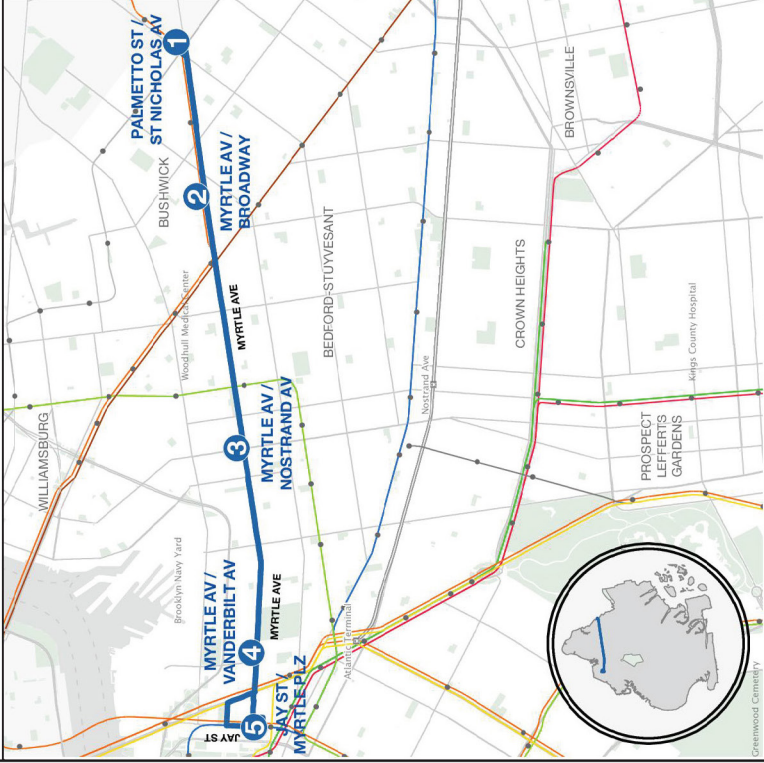 PALMETTO ST /
ST NICHOLAS AV
1
BUSHWICK
2
MYRTLE AV /
BROADWAY
BROWNSVILLE
BEDFORD-STUYVESANT
Woodhull Medical Center
MYRTLE AVE
CROWN HEIGHTS
Kings County Hospital
Nostrand Ave
WILLIAMSBURG
3
MYRTLE AV /
NOSTRAND AV
PROSPECT
LEFFERTS
GARDENS
Brooklyn Navy Yard
MYRTLE AV /
VANDERBILT AV
4
MYRTLE AVE
Atlantic Terminal
JAY ST
5
JAY ST /
MYRTLE PLZ
Greenwood Cemetery